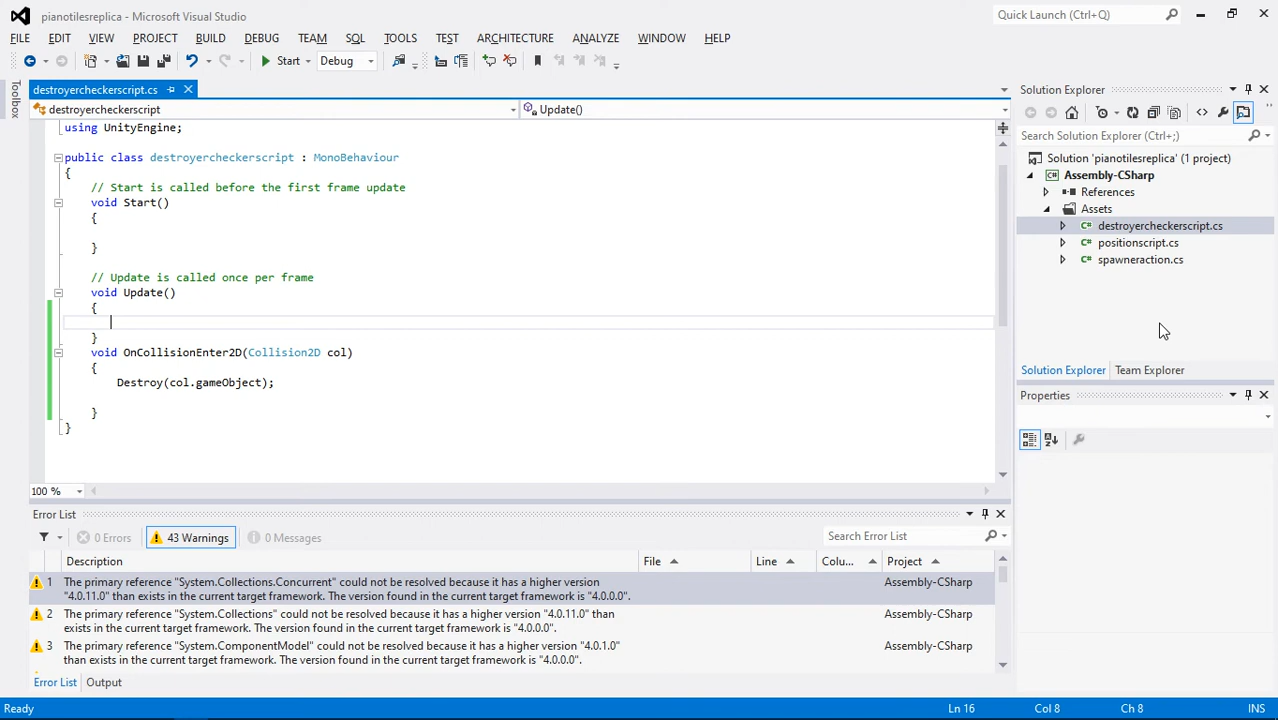 pianotilesreplica - Microsoft Visual Studio
Quick Launch (Ctrl+Q)
FILE EDIT VIEW PROJECT BUILD DEBUG TEAM SQL TOOLS TEST ARCHITECTURE ANALYZE WINDOW HELP
Start Debug
Toolbox
destroyercheckerscript.cs
destroyercheckerscript Update()
using UnityEngine;
public class destroyercheckerscript : MonoBehaviour
{
// Start is called before the first frame update
void Start()
{
}
// Update is called once per frame
void Update()
{
}
void OnCollisionEnter2D(Collision2D col)
{
Destroy(col.gameObject);
}
}
100 %
Solution Explorer
Search Solution Explorer (Ctrl+;)
Solution 'pianotilesreplica' (1 project)
Assembly-CSharp
References
Assets
destroyercheckerscript.cs
positionscript.cs
spawneraction.cs
Solution Explorer Team Explorer
Properties
Error List
0 Errors 43 Warnings 0 Messages
Search Error List
Description File Line Colu... Project
1 The primary reference "System.Collections.Concurrent" could not be resolved because it has a higher version Assembly-CSharp
"4.0.11.0" than exists in the current target framework. The version found in the current target framework is "4.0.0.0".
2 The primary reference "System.Collections" could not be resolved because it has a higher version "4.0.11.0" than Assembly-CSharp
exists in the current target framework. The version found in the current target framework is "4.0.0.0".
3 The primary reference "System.ComponentModel" could not be resolved because it has a higher version "4.0.1.0" Assembly-CSharp
than exists in the current target framework. The version found in the current target framework is "4.0.0.0".
Error List Output
Ready Ln 16 Col 8 Ch 8 INS